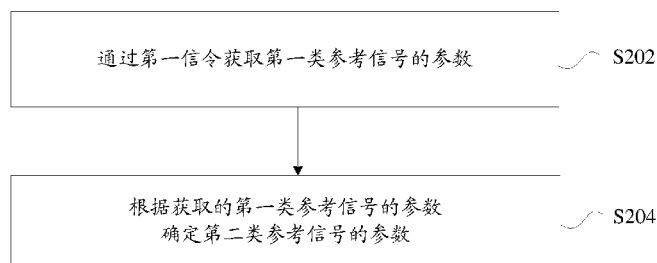 通过第一信令获取第一类参考信号的参数
S202
根据获取的第一类参考信号的参数
确定第二类参考信号的参数
S204